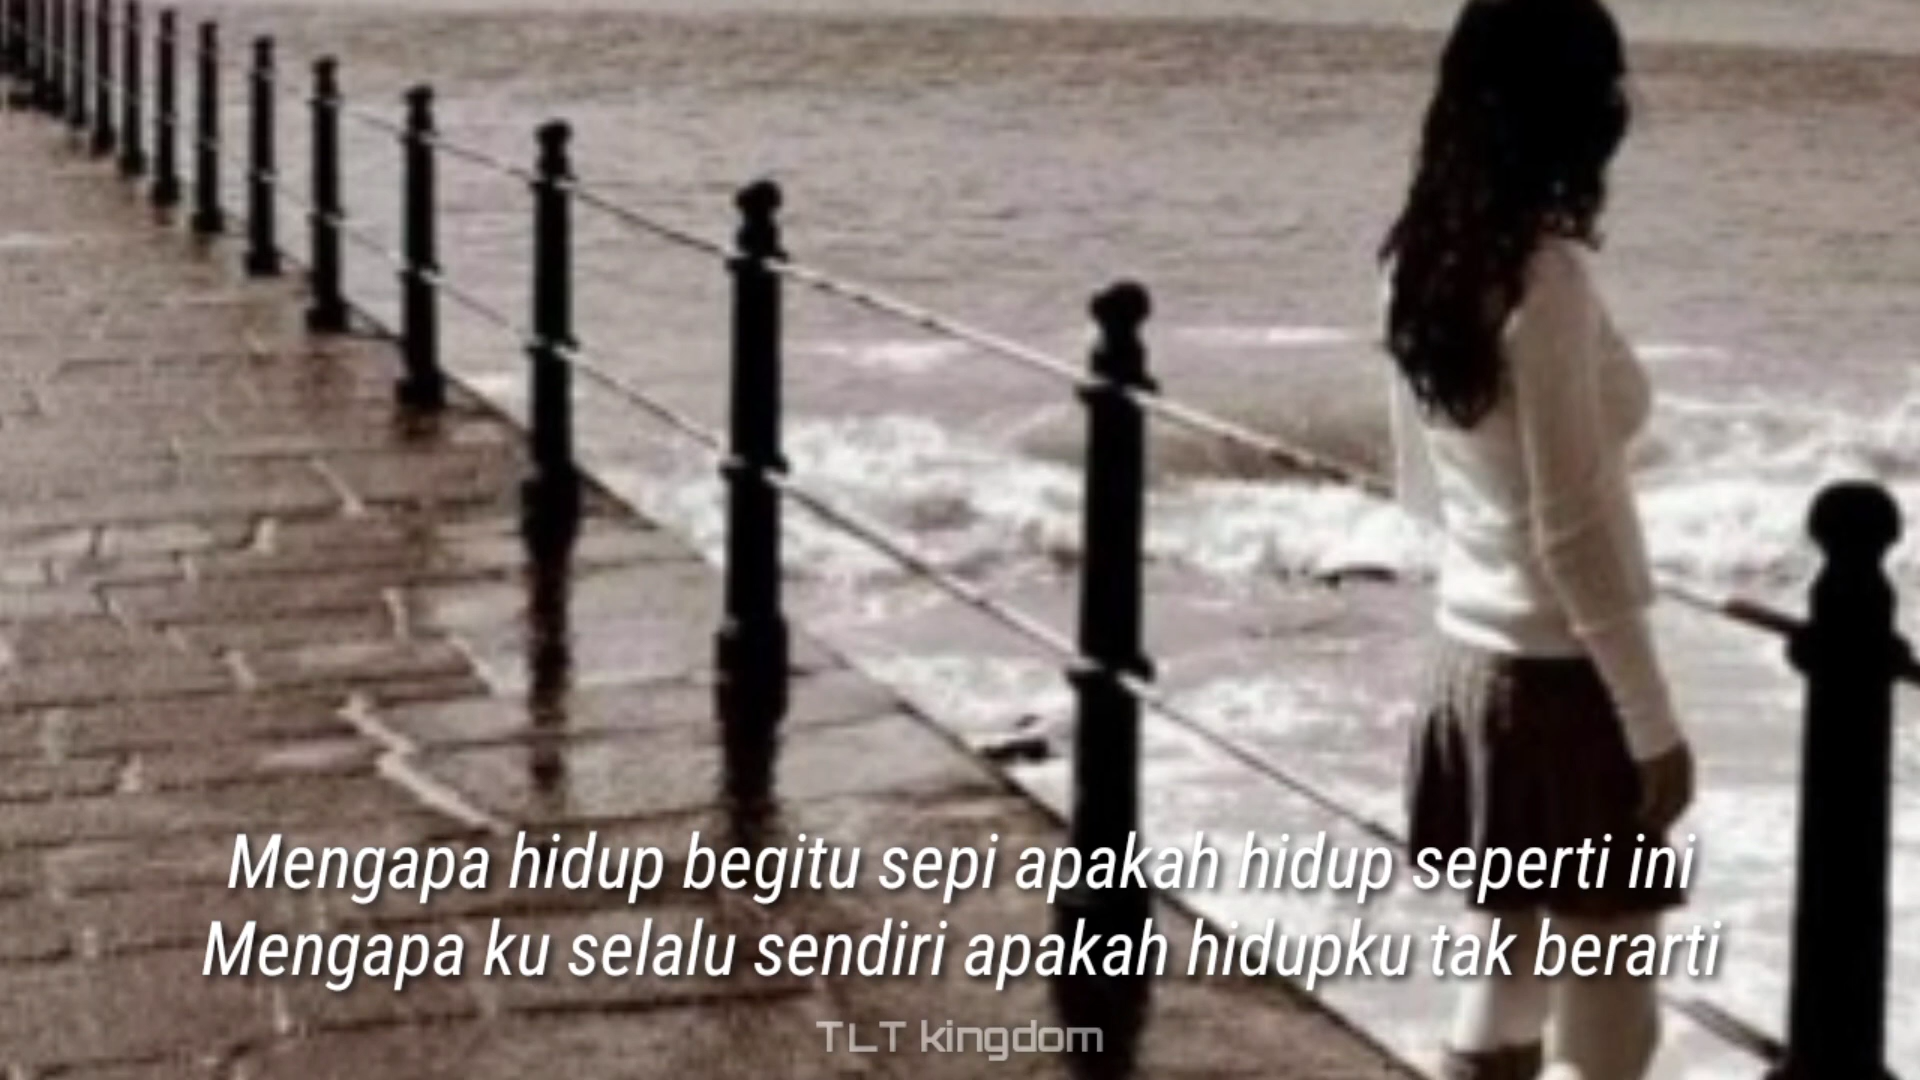 Mengapa hidup begitu sepi apakah hidup seperti ini
Mengapa ku selalu sendiri apakah hidupku tak berarti
TLT kingdom